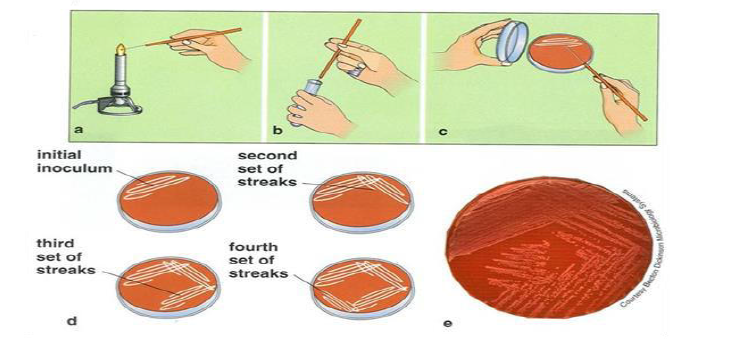 a
b
c
initial
inoculum
second
set of
streaks
third
set of
streaks
fourth
set of
streaks
d
e
Courtesy Becton Dickinson Microbiology Systems